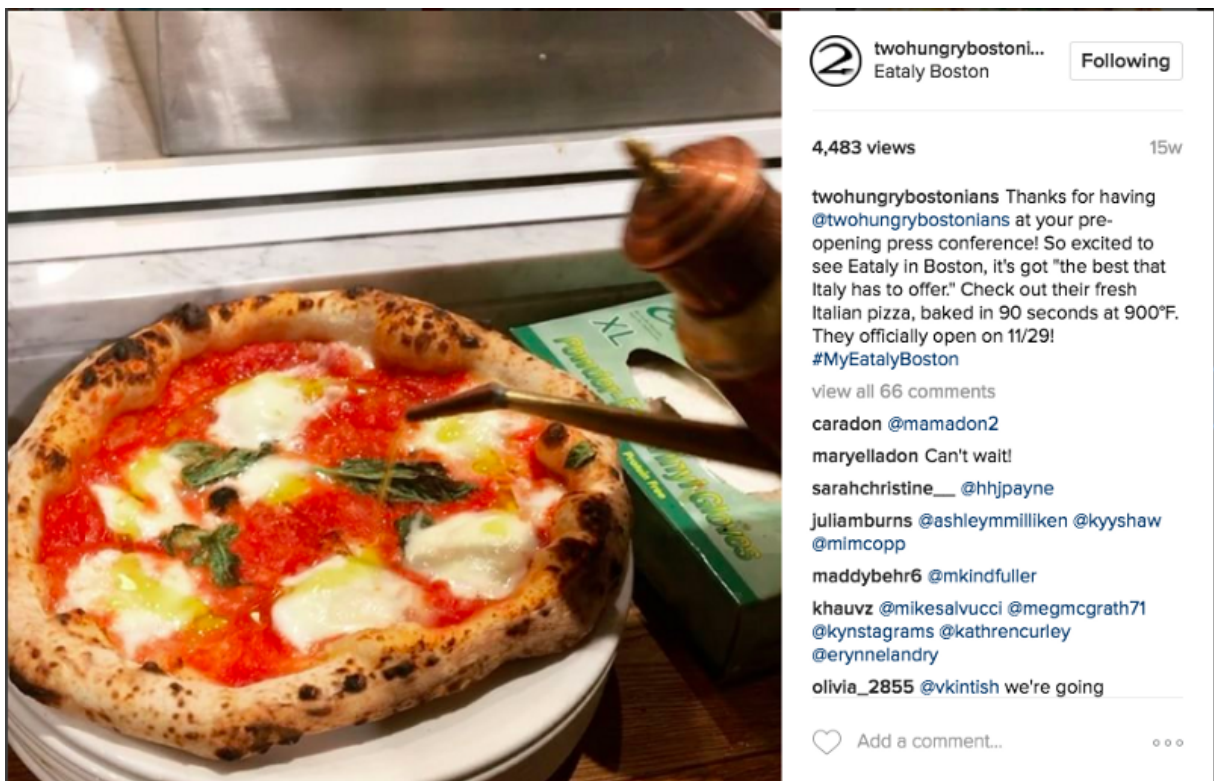 twohungrybostoni...
Eataly Boston
Following
4,483 views
15w
twohungrybostonians Thanks for having
@twohungrybostonians at your pre-
opening press conference! So excited to
see Eataly in Boston, it's got "the best that
Italy has to offer." Check out their fresh
Italian pizza, baked in 90 seconds at 900°F.
They officially open on 11/29!
#MyEatalyBoston
view all 66 comments
caradon @mamadon2
maryelladon Can't wait!
sarahchristine__ @hhjpayne
juliamburns @ashleymmilliken @kyyshaw
@mimcopp
maddybehr6 @mkindfuller
khauvz @mikesalvucci @megmcgrath71
@kynstagrams @kathrencurley
@erynnelandry
olivia_2855 @vkintish we're going
Add a comment...
XL
Powder
Protein Free
Gloves